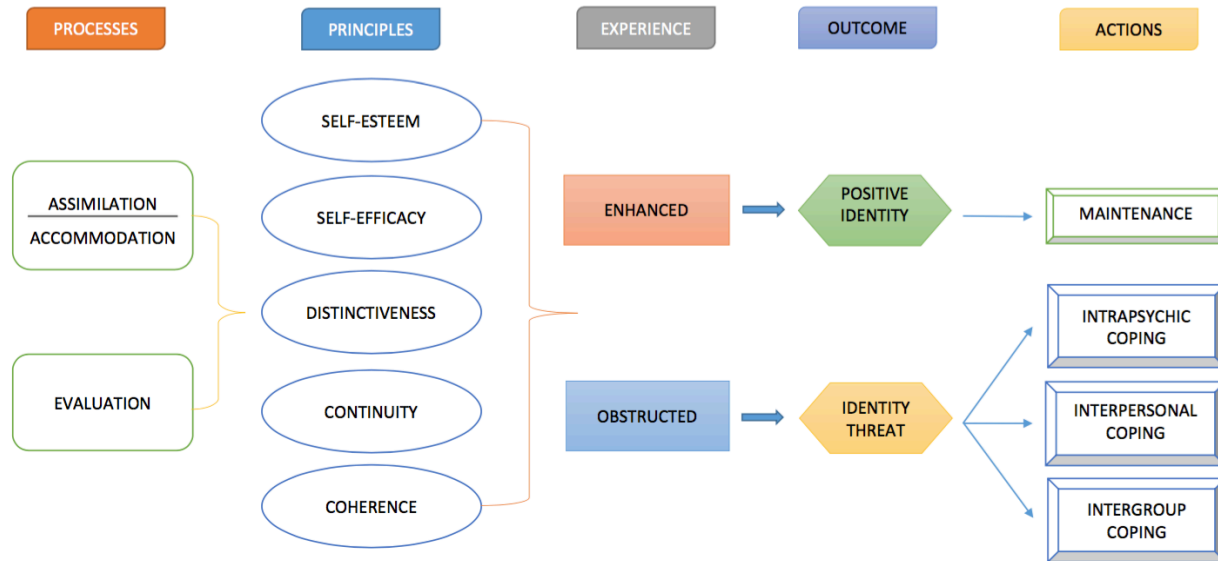 PROCESSES
PRINCIPLES
EXPERIENCE
OUTCOME
ACTIONS
ASSIMILATION
ACCOMMODATION
EVALUATION
SELF-ESTEEM
SELF-EFFICACY
DISTINCTIVENESS
CONTINUITY
COHERENCE
ENHANCED
OBSTRUCTED
POSITIVE
IDENTITY
IDENTITY
THREAT
MAINTENANCE
INTRAPSYCHIC
COPING
INTERPERSONAL
COPING
INTERGROUP
COPING